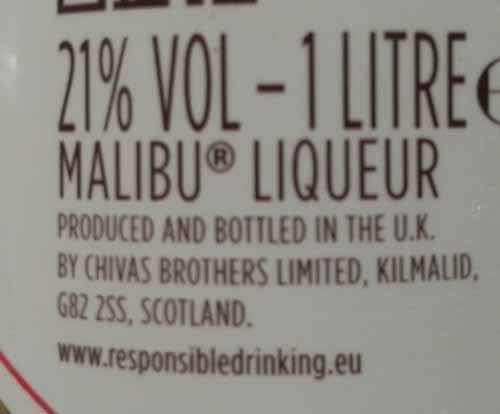 21% VOL – 1 LITRE e
MALIBU® LIQUEUR
PRODUCED AND BOTTLED IN THE U.K.
BY CHIVAS BROTHERS LIMITED, KILMALID,
G82 2SS, SCOTLAND.
www.responsibledrinking.eu